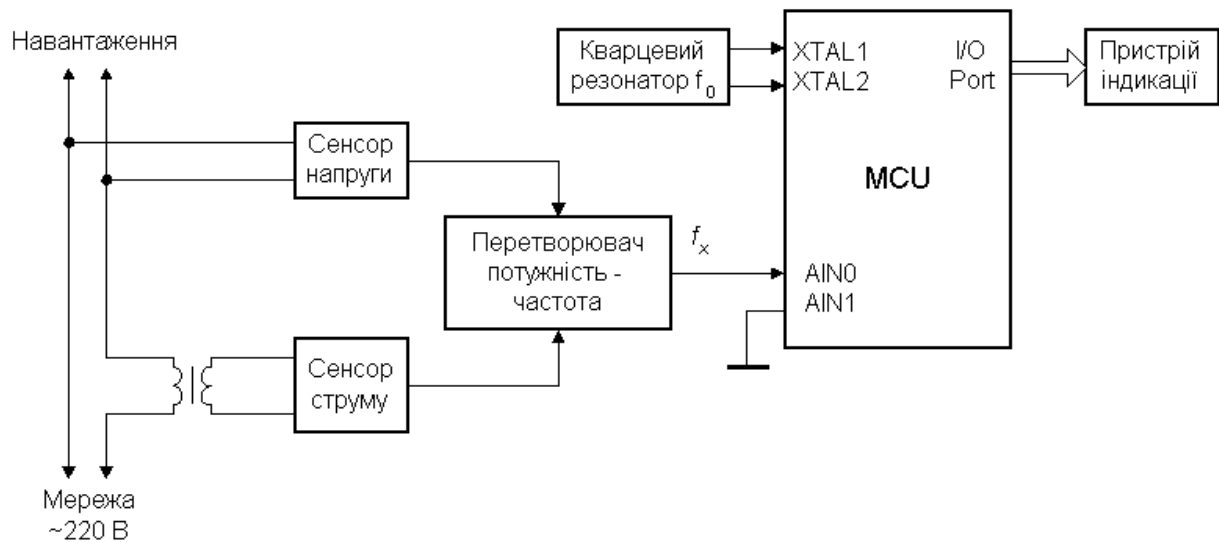 Навантаження
Сенсор
напруги
Сенсор
струму
Мережа
~220 В
Перетворювач
потужність -
частота
fx
Кварцевий
резонатор f0
XTAL1
XTAL2
I/O
Port
MCU
AIN0
AIN1
Пристрій
індикації